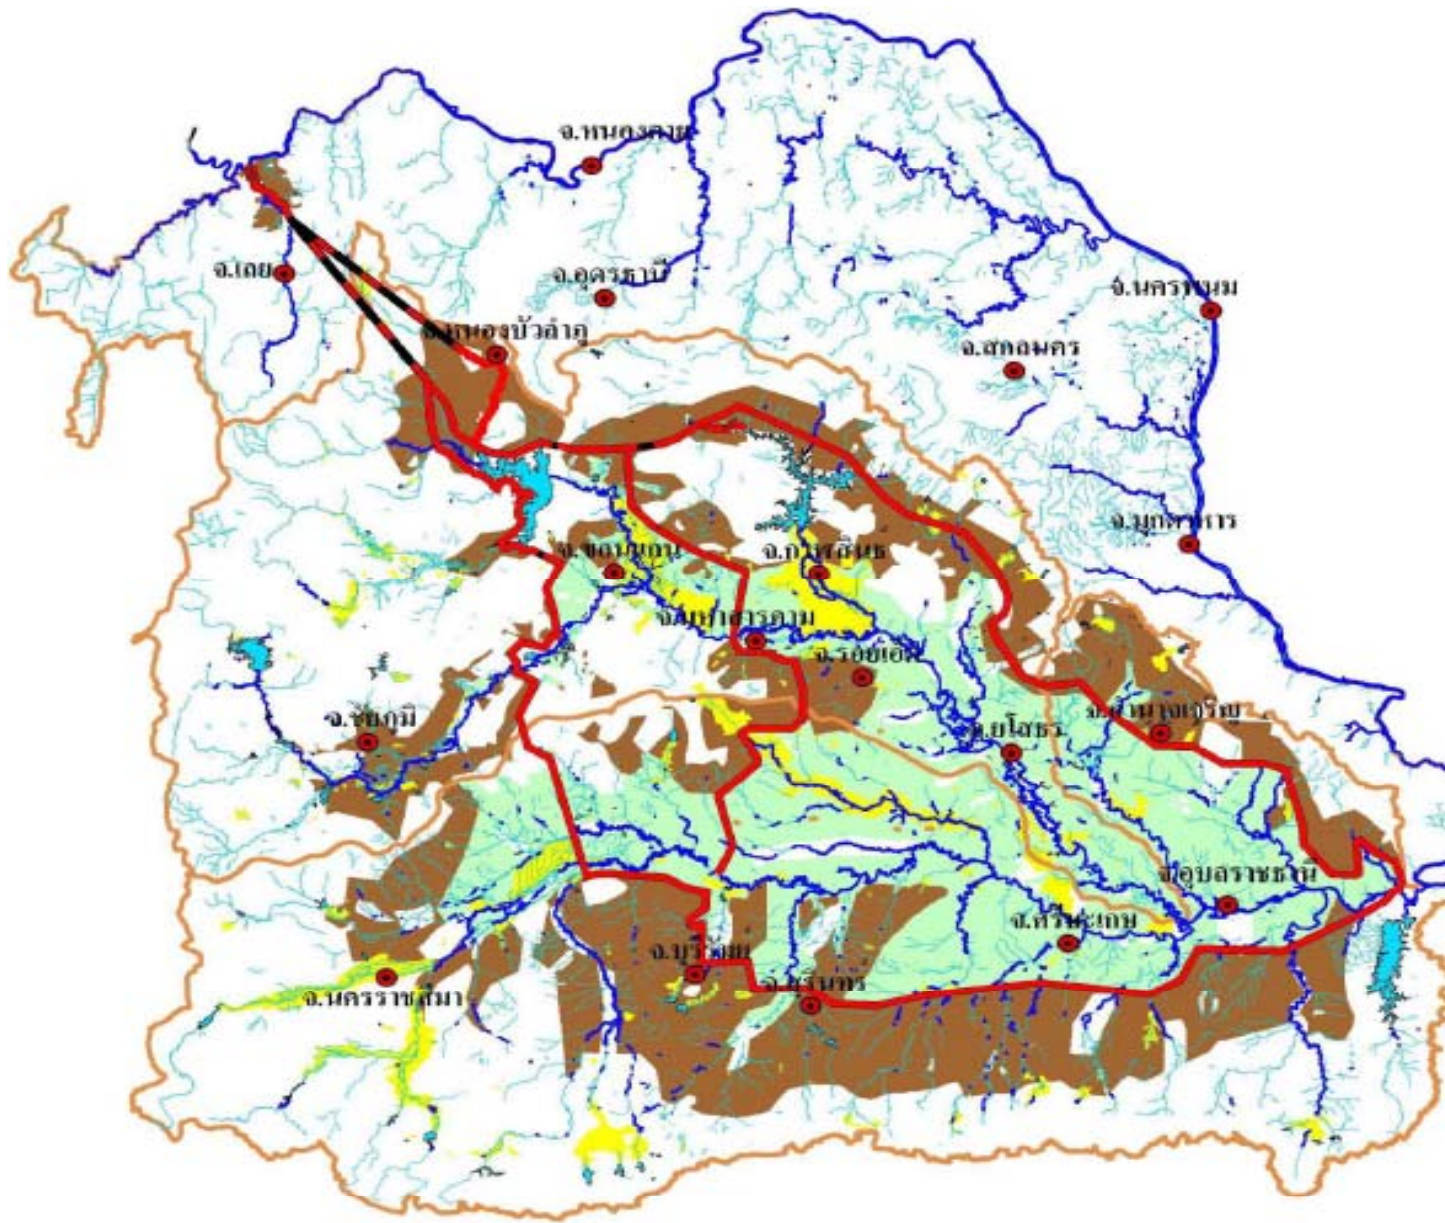 จ.หนองคาย
จ.เลย
จ.อุดรธานี
จ.นครพนม
จ.หนองบัวลำภู
จ.สกลนคร
จ.มุกดาหาร
จ.ขอนแก่น
จ.กาฬสินธุ์
จ.มหาสารคาม
จ.ร้อยเอ็ด
จ.ชัยภูมิ
จ.อำนาจเจริญ
จ.ยโสธร
จ.อุบลราชธานี
จ.ศรีษะเกษ
จ.บุรีรัมย์
จ.นครราชสีมา
จ.สุรินทร์